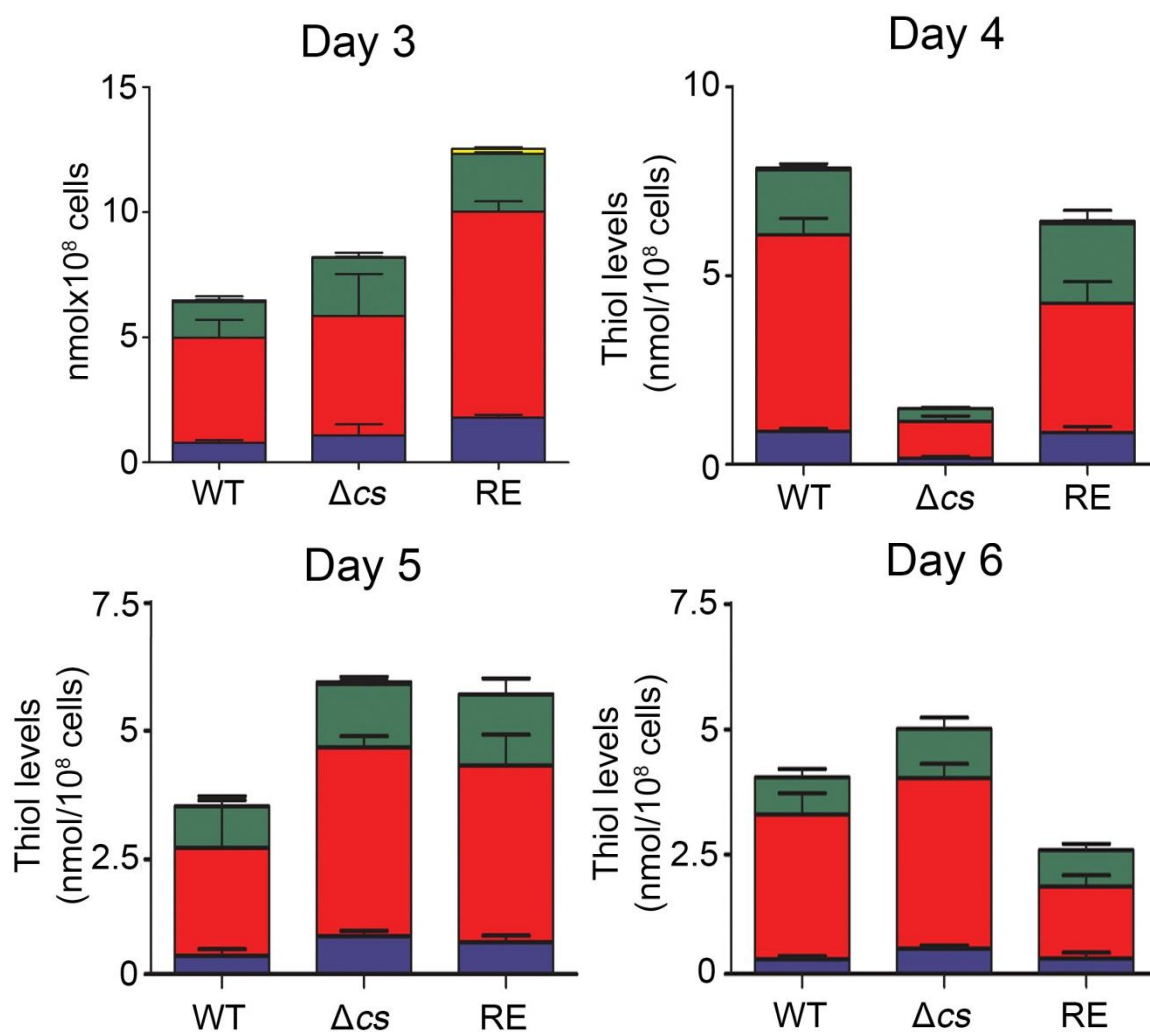 Day 3
15
10
5
0
nmolx10⁸ cells
WT
Δcs
RE
Day 4
10
5
0
Thiol levels
(nmol/10⁸ cells)
WT
Δcs
RE
Day 5
7.5
5
2.5
0
Thiol levels
(nmol/10⁸ cells)
WT
Δcs
RE
Day 6
7.5
5
2.5
0
Thiol levels
(nmol/10⁸ cells)
WT
Δcs
RE